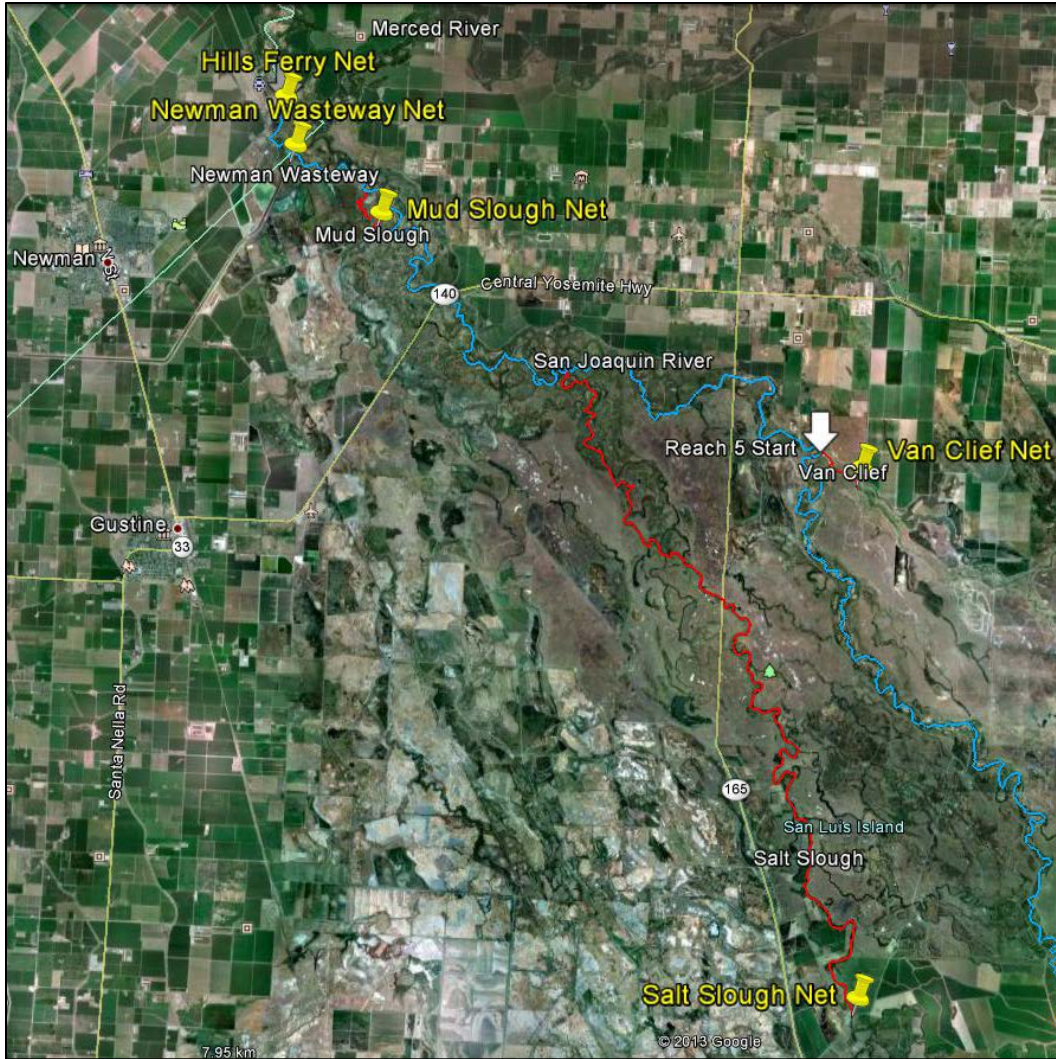 Merced River
Hills Ferry Net
Newman Wasteway Net
Newman Wasteway
Mud Slough Net
Mud Slough
Newman
N St
Central Yosemite Hwy
140
San Joaquin River
Reach 5 Start
Van Clief Net
Van Clief
Gustine
33
Santa Nella Rd
165
San Luis Island
Salt Slough
Salt Slough Net
© 2013 Google
7.95 km